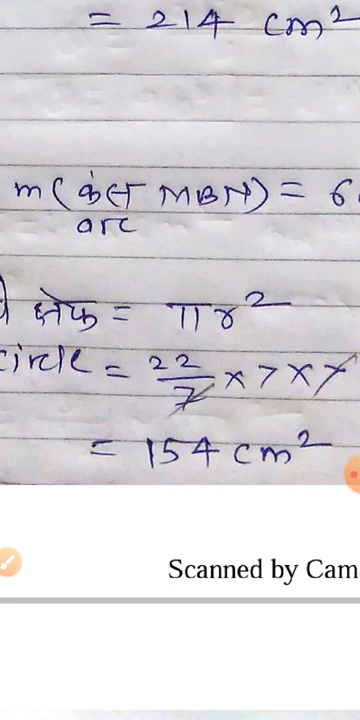 = 214 cm²
m(कंस MBN) = 6
arc
क्षेफ = πr²
circle = 22/7 × 7 × 7
= 154 cm²
Scanned by Cam